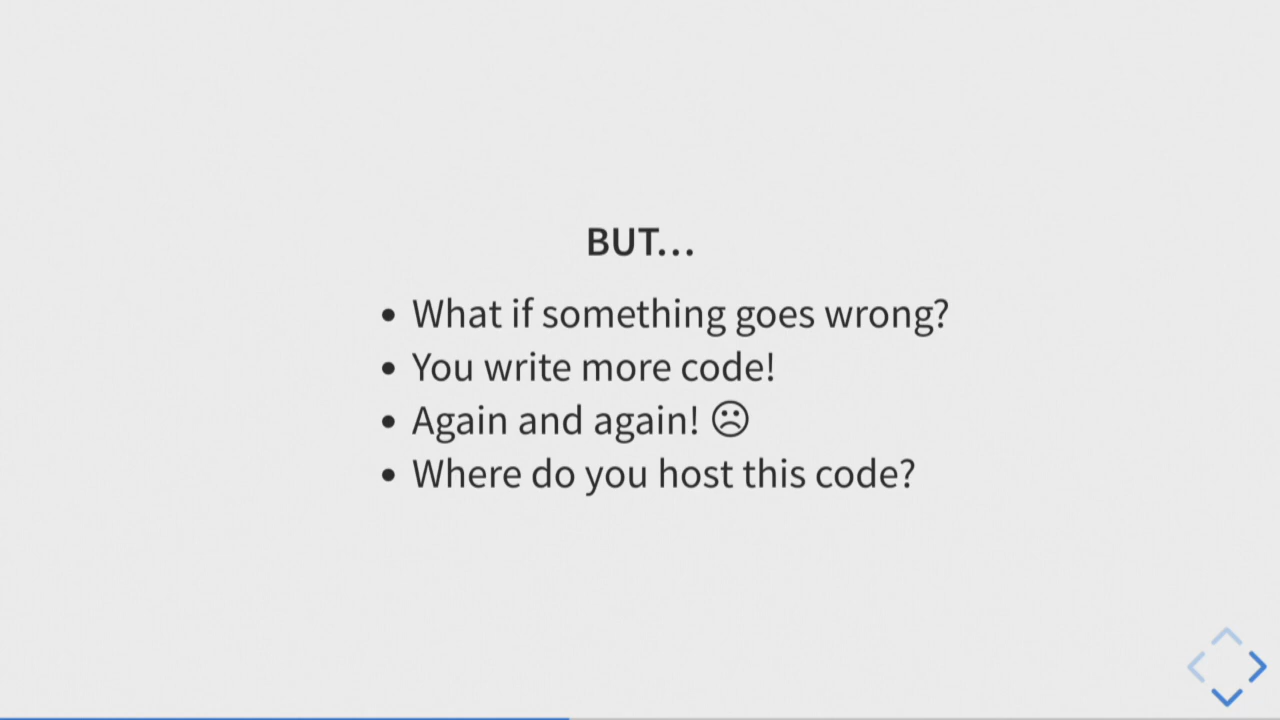 BUT...
• What if something goes wrong?
• You write more code!
• Again and again! ☹
• Where do you host this code?